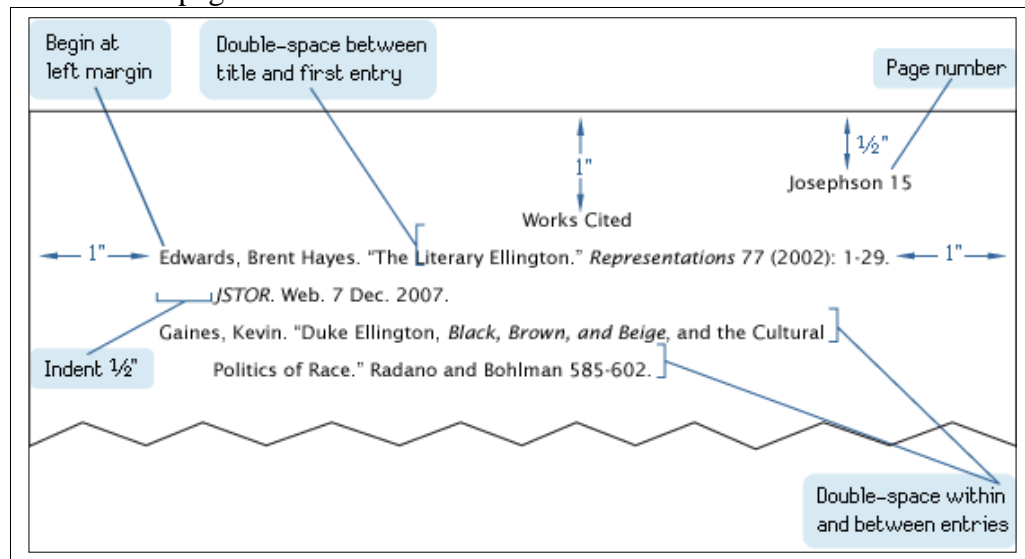 Begin at
left margin
Double-space between
title and first entry
Page number
1"
½"
Josephson 15
Works Cited
1"
Edwards, Brent Hayes. “The Literary Ellington.” Representations 77 (2002): 1-29.
1"
JSTOR. Web. 7 Dec. 2007.
Gaines, Kevin. “Duke Ellington, Black, Brown, and Beige, and the Cultural
Indent ½"
Politics of Race.” Radano and Bohlman 585-602.
Double-space within
and between entries